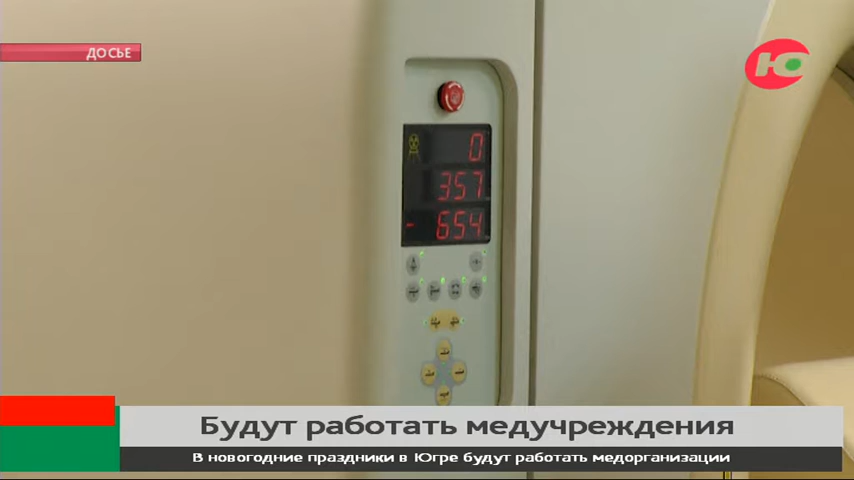 ДОСЬЕ
Ю
0
357
- 654
Будут работать медучреждения
В новогодние праздники в Югре будут работать медорганизации